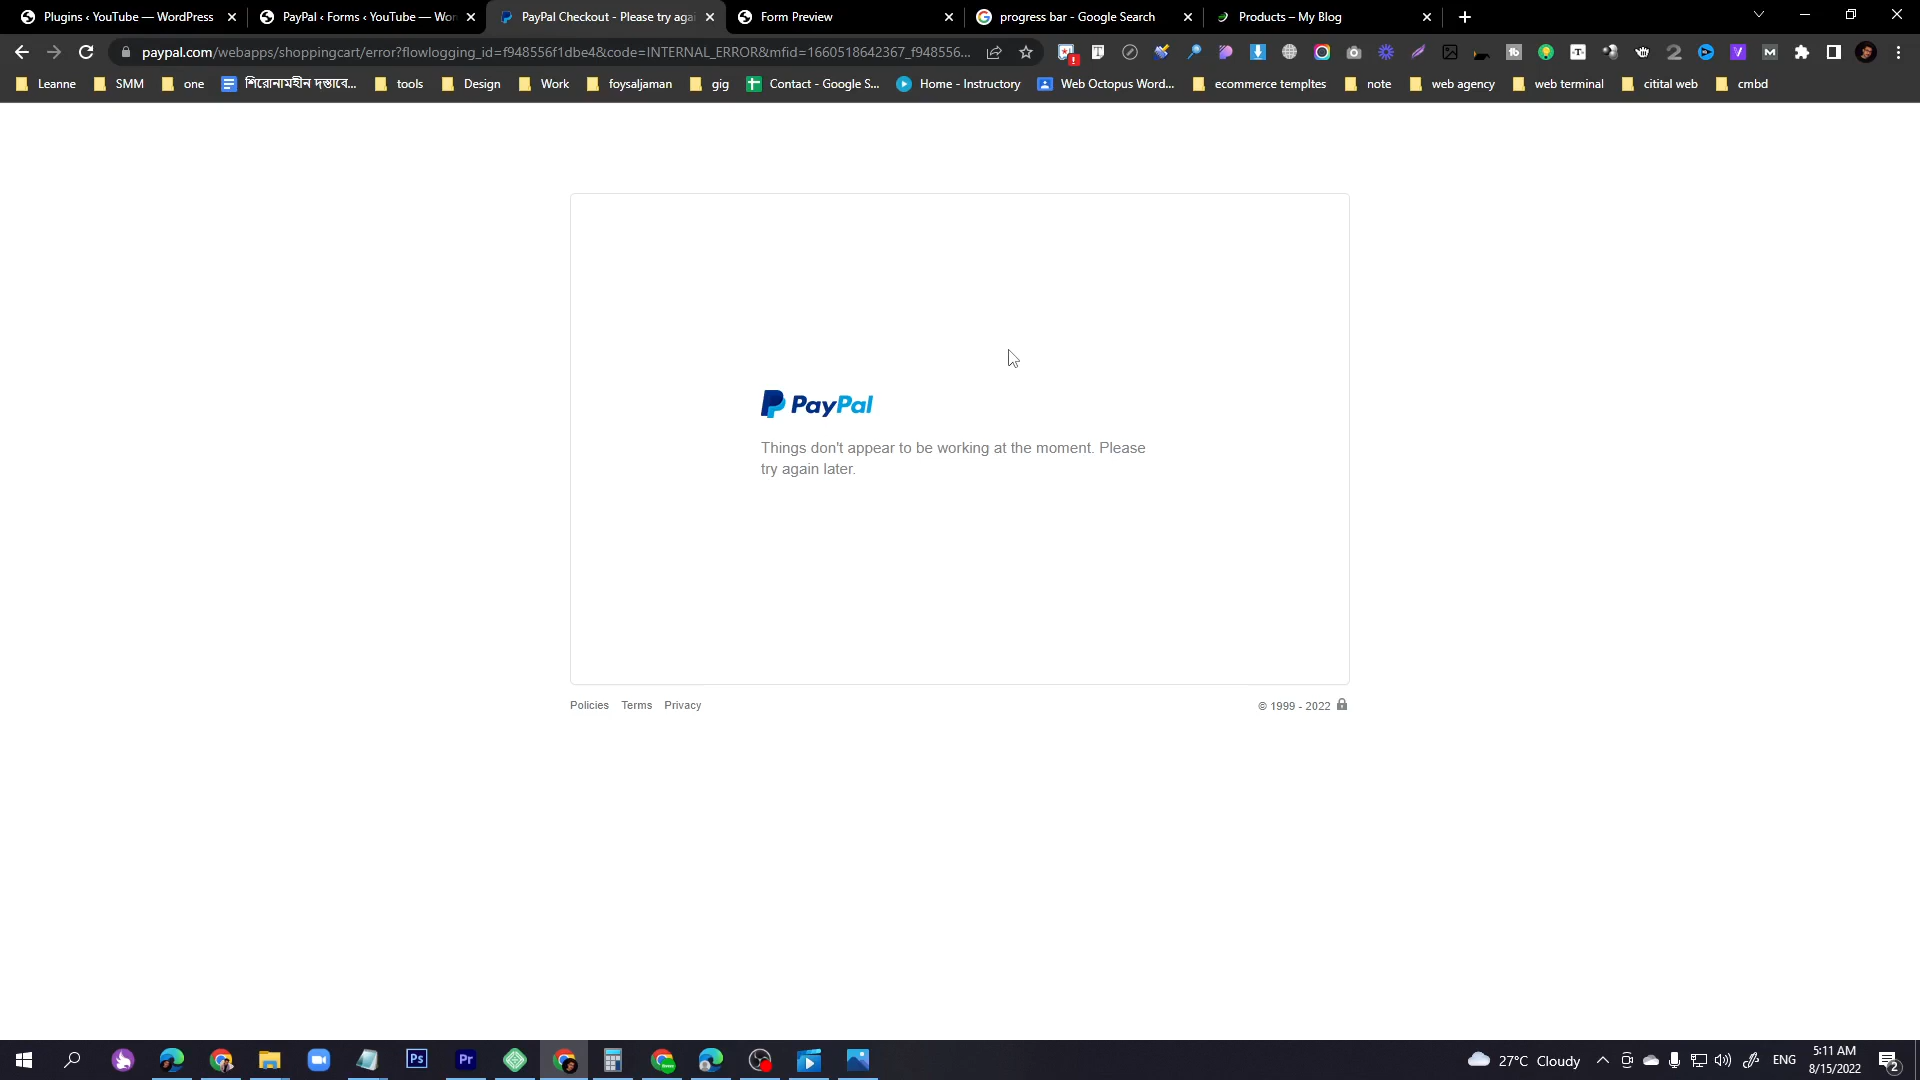 Plugins ‹ YouTube — WordPress
PayPal ‹ Forms ‹ YouTube — Wor
PayPal Checkout - Please try agai
Form Preview
progress bar - Google Search
Products – My Blog
paypal.com/webapps/shoppingcart/error?flowlogging_id=f948556f1dbe4&code=INTERNAL_ERROR&mfid=1660518642367_f948556...
Leanne
SMM
one
শিরোনামহীন দস্তাবে...
tools
Design
Work
foysaljaman
gig
Contact - Google S...
Home - Instructory
Web Octopus Word...
ecommerce templtes
note
web agency
web terminal
cital web
cmbd
PayPal
Things don't appear to be working at the moment. Please
try again later.
Policies Terms Privacy
© 1999 - 2022
Ps
Pr
27°C Cloudy
ENG
5:11 AM
8/15/2022
2